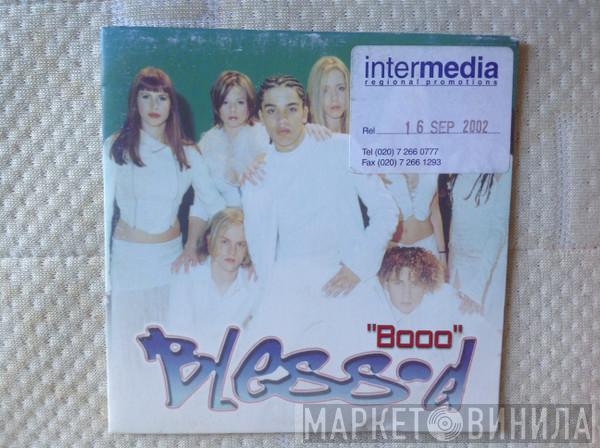 intermedia
regional promotions
Rel 16 SEP 2002
Tel (020) 7 266 0777
Fax (020) 7 266 1293
"Booo"
Bless-d
МАРКЕТ ВИНИЛА